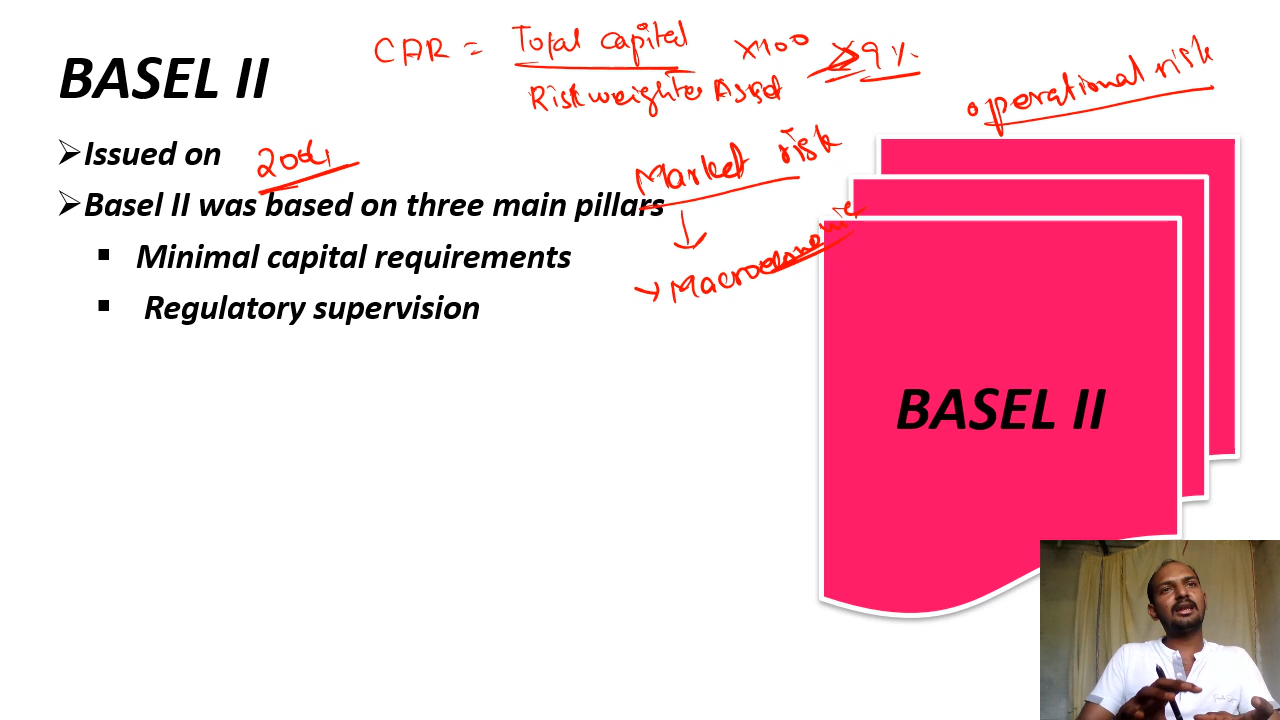 CAR = Total capital / Risk weighted Asset × 100 ≥ 9 %
BASEL II
operational risk
➢Issued on 2004
Market risk
➢Basel II was based on three main pillars
▪ Minimal capital requirements
→ Macroeconomic
▪ Regulatory supervision
BASEL II